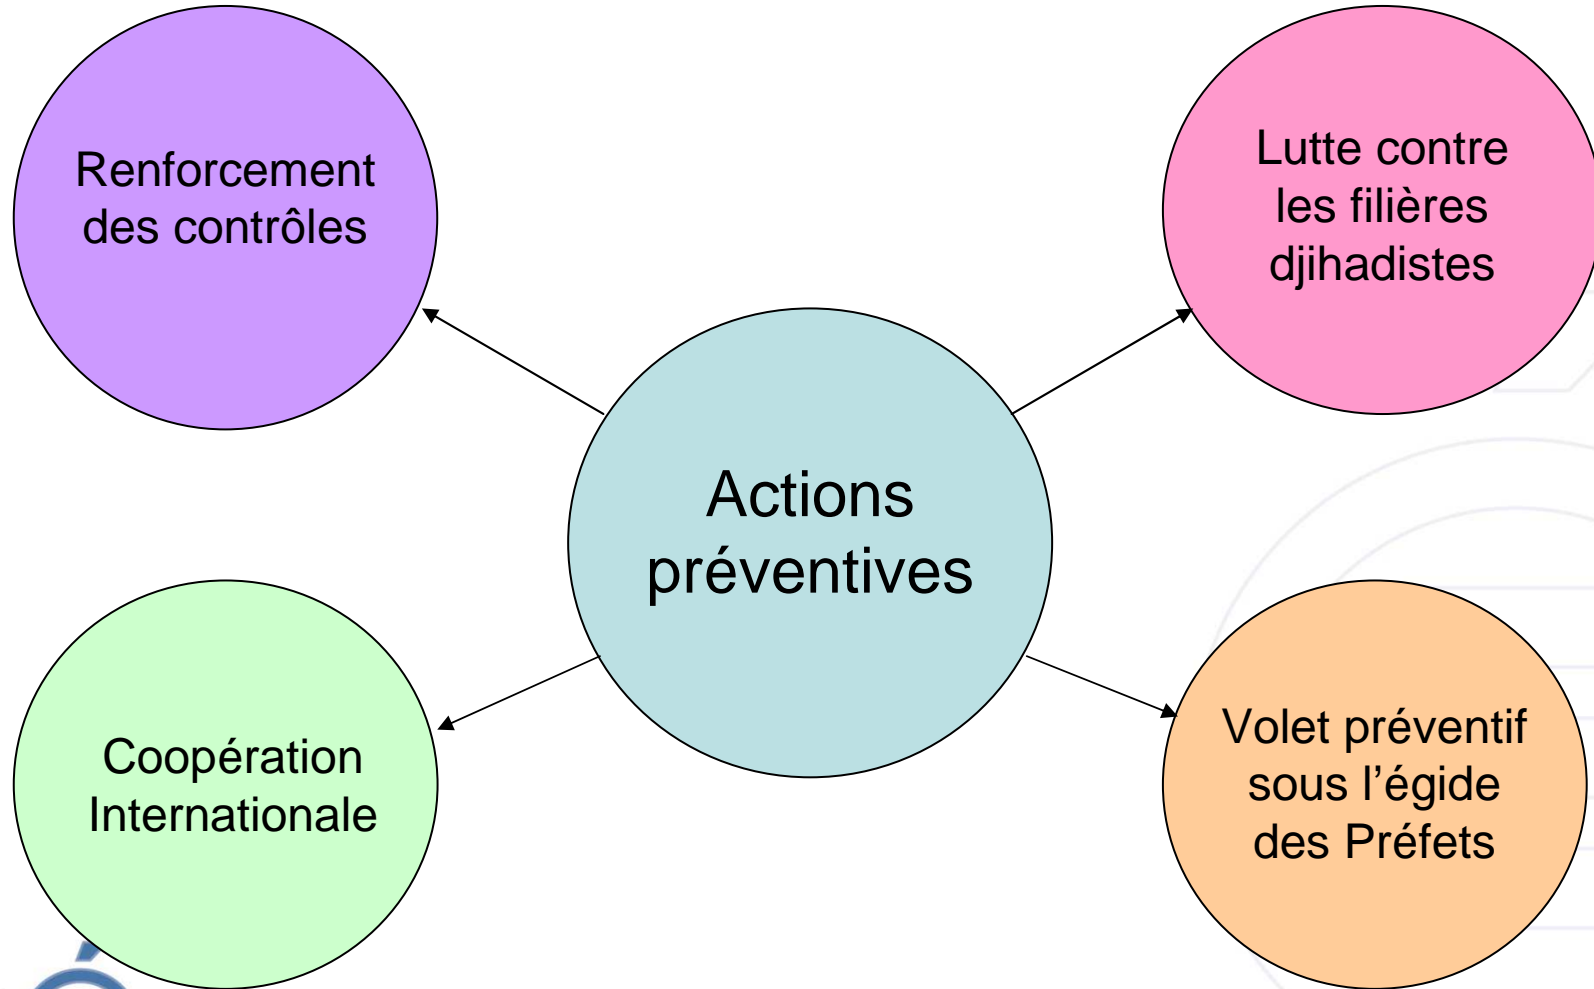 Renforcement
des contrôles
Lutte contre
les filières
djihadistes
Actions
préventives
Coopération
Internationale
Volet préventif
sous l’égide
des Préfets